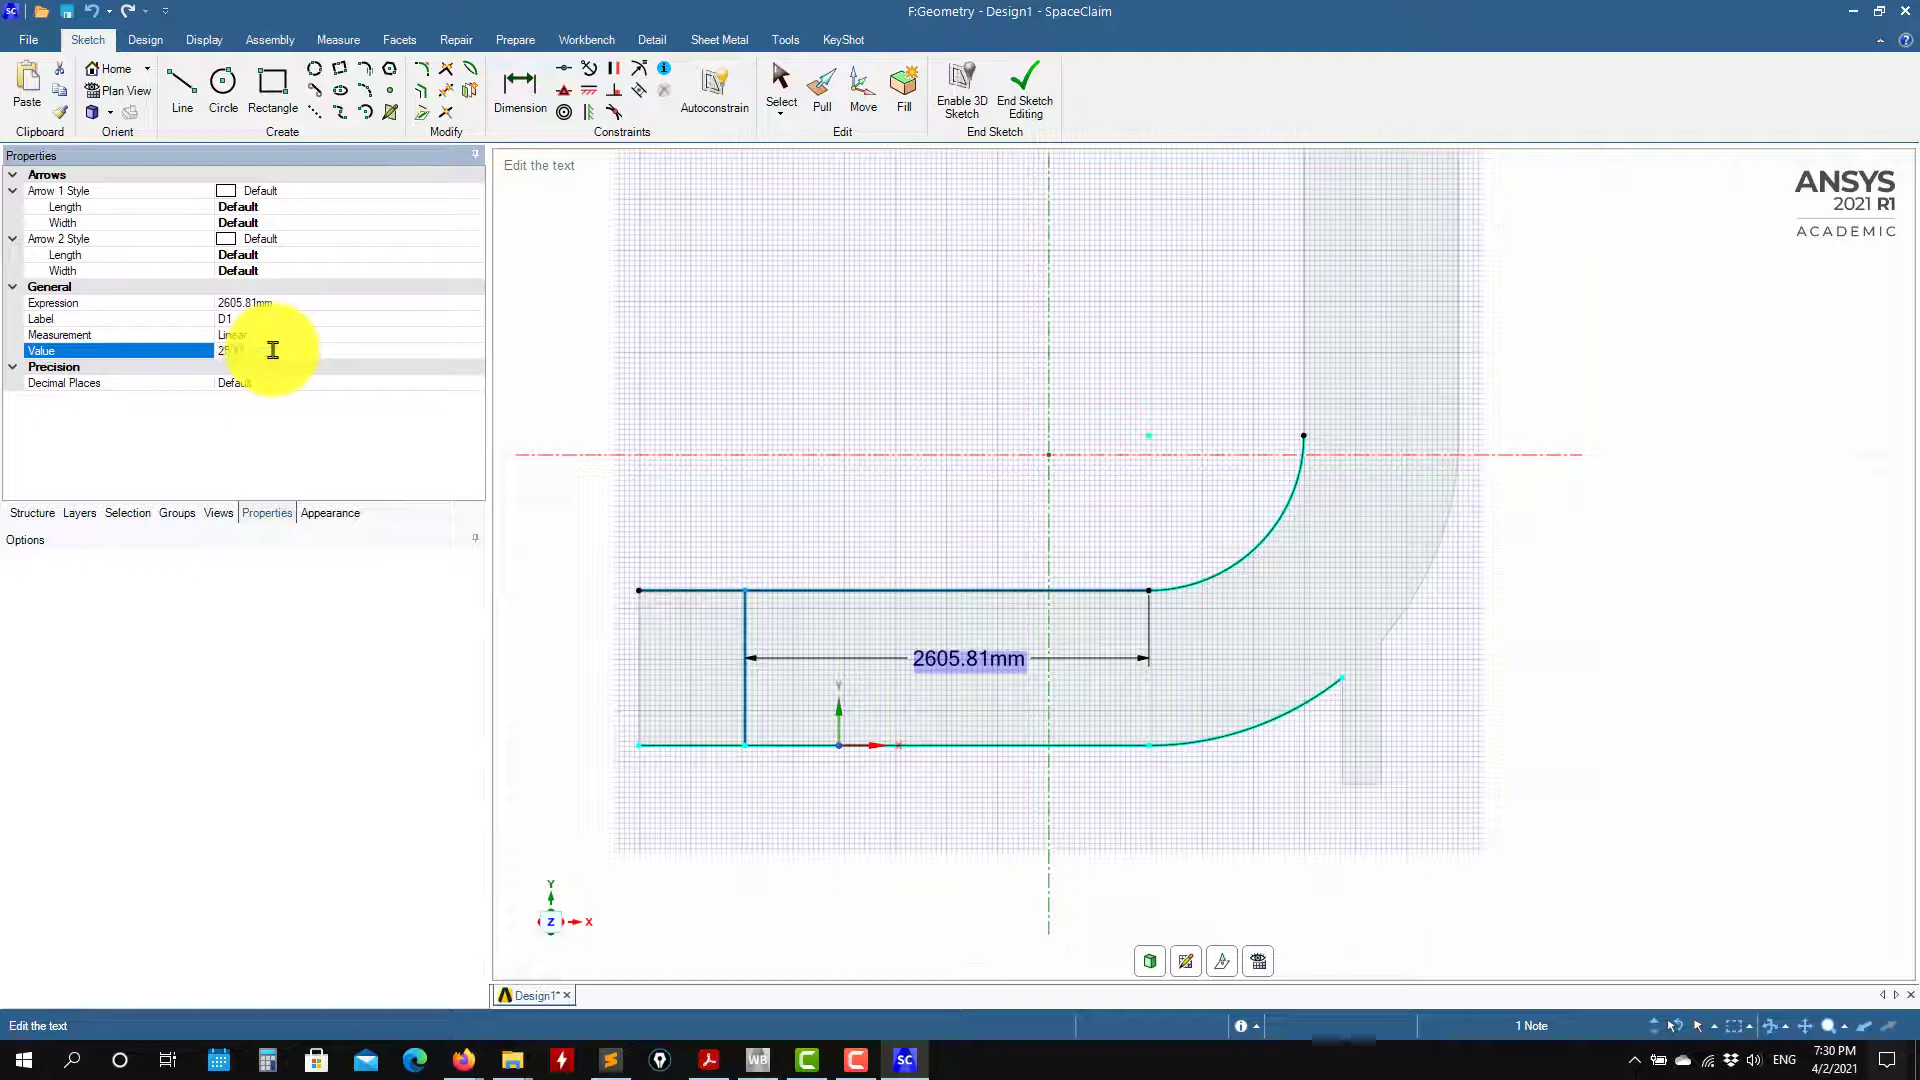 F:Geometry - Design1 - SpaceClaim
File Sketch Design Display Assembly Measure Facets Repair Prepare Workbench Detail Sheet Metal Tools KeyShot
Paste
Home
Plan View
Line Circle Rectangle
Dimension
Autoconstrain
Select Pull Move Fill
Enable 3D Sketch
End Sketch Editing
Clipboard Orient Create Modify Constraints Edit End Sketch
Properties
Arrows
Arrow 1 Style Default
Length Default
Width Default
Arrow 2 Style Default
Length Default
Width Default
General
Expression 2605.81mm
Label D1
Measurement Linear
Value
Precision
Decimal Places Default
Structure Layers Selection Groups Views Properties Appearance
Options
Edit the text
ANSYS
2021 R1
ACADEMIC
2605.81mm
Y
X
Y
Z X
Design1*
Edit the text
1 Note
WB
SC
ENG
7:30 PM
4/2/2021